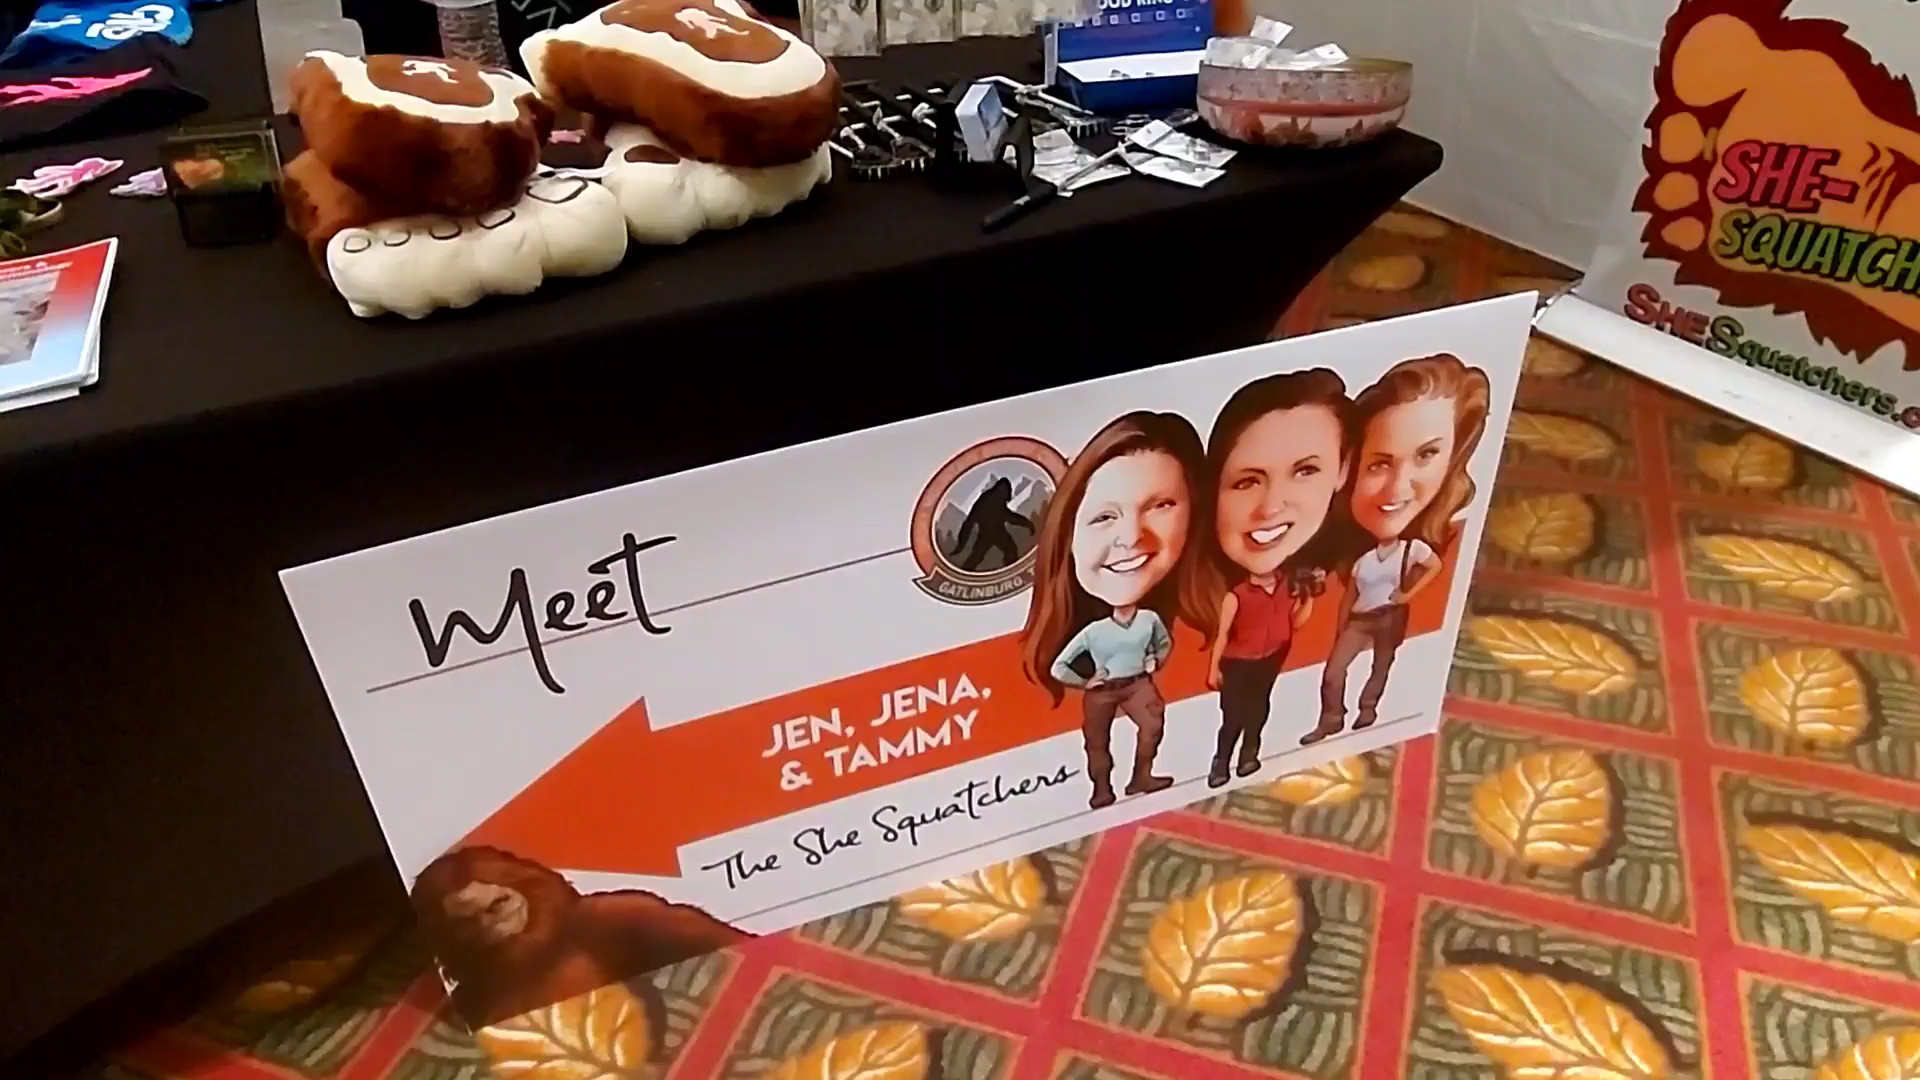 SHE-
SQUATCH
SHESquatchers.c
Meet
GATLINBURG, T
JEN, JENA,
& TAMMY
The She Squatchers